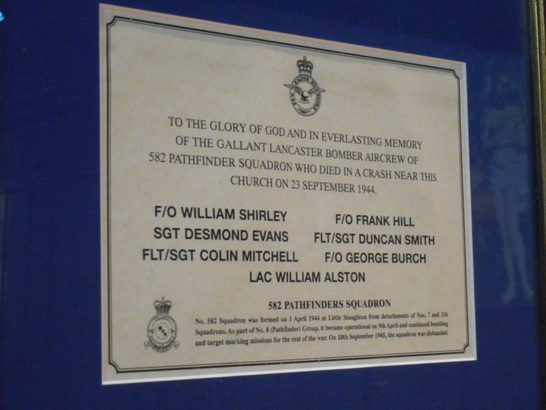 TO THE GLORY OF GOD AND IN EVERLASTING MEMORY
OF THE GALLANT LANCASTER BOMBER AIRCREW OF
582 PATHFINDER SQUADRON WHO DIED IN A CRASH NEAR THIS
CHURCH ON 23 SEPTEMBER 1944.
F/O WILLIAM SHIRLEY F/O FRANK HILL
SGT DESMOND EVANS FLT/SGT DUNCAN SMITH
FLT/SGT COLIN MITCHELL F/O GEORGE BURCH
LAC WILLIAM ALSTON
582 PATHFINDERS SQUADRON
No. 582 Squadron was formed on 1 April 1944 at Little Staughton from detachments of Nos. 7 and 156
Squadrons. As part of No. 8 (Pathfinder) Group, it became operational on 9th April and continued bombing
and target marking missions for the rest of the war. On 10th September 1945, the squadron was disbanded.